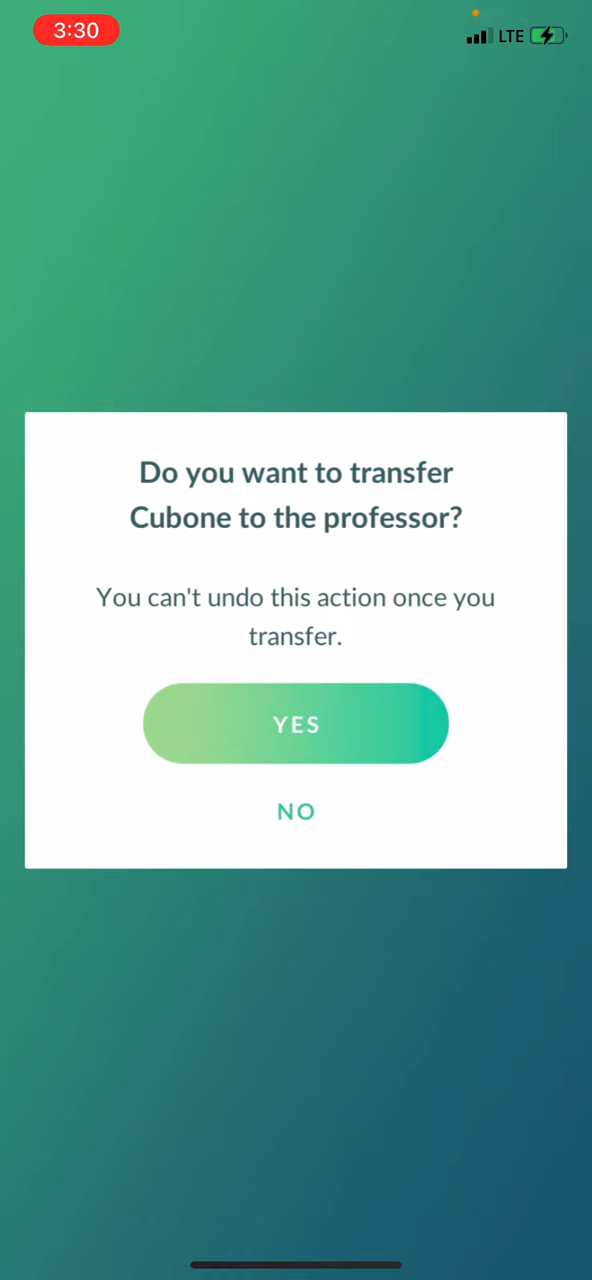 3:30 LTE
Do you want to transfer
Cubone to the professor?
You can't undo this action once you
transfer.
YES
NO